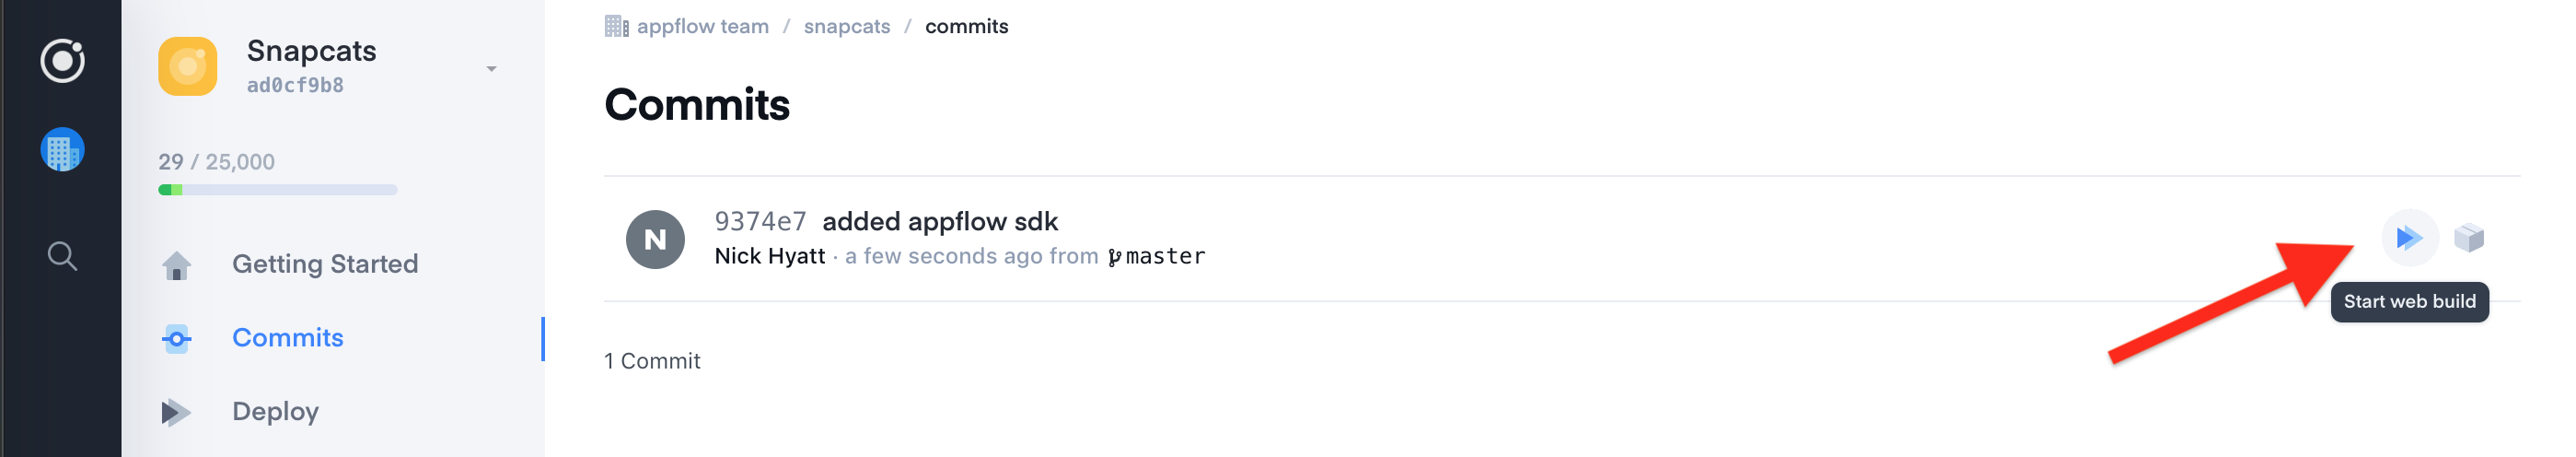 Snapcats
ad0cf9b8
29 / 25,000
Getting Started
Commits
Deploy
appflow team / snapcats / commits
Commits
N
9374e7 added appflow sdk
Nick Hyatt · a few seconds ago from master
Start web build
1 Commit